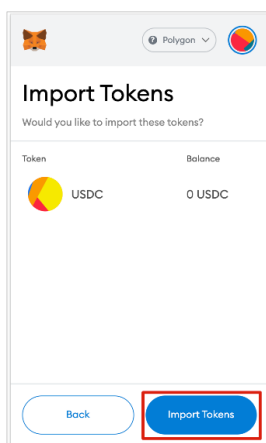 Polygon
Import Tokens
Would you like to import these tokens?
Token Balance
USDC 0 USDC
Back Import Tokens